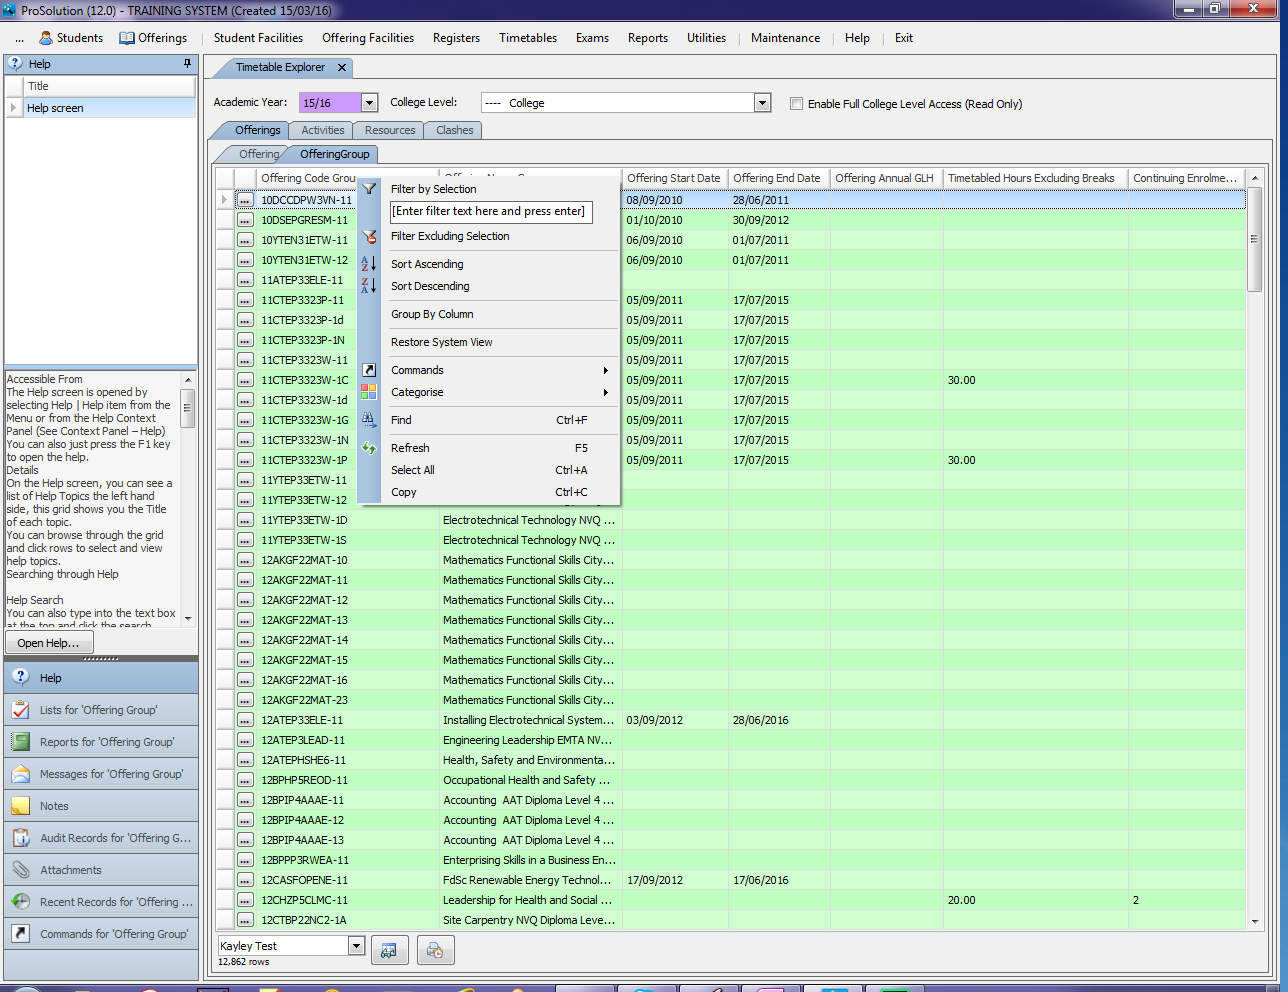 ProSolution (12.0) - TRAINING SYSTEM (Created 15/03/16)
... Students Offerings Student Facilities Offering Facilities Registers Timetables Exams Reports Utilities Maintenance Help Exit
Help
Title
Help screen
Accessible From
The Help screen is opened by
selecting Help | Help item from the
Menu or from the Help Context
Panel (See Context Panel – Help)
You can also just press the F1 key
to open the help.
Details
On the Help screen, you can see a
list of Help Topics the left hand
side, this grid shows you the Title
of each topic.
You can browse through the grid
and click rows to select and view
help topics.
Searching through Help
Help Search
You can also type into the text box
at the top and click the search
Open Help...
Help
Lists for 'Offering Group'
Reports for 'Offering Group'
Messages for 'Offering Group'
Notes
Audit Records for 'Offering G...
Attachments
Recent Records for 'Offering ...
Commands for 'Offering Group'
Timetable Explorer
Academic Year: 15/16 College Level: ---- College Enable Full College Level Access (Read Only)
Offerings Activities Resources Clashes
Offering OfferingGroup
Offering Code Grou Offering Start Date Offering End Date Offering Annual GLH Timetabled Hours Excluding Breaks Continuing Enrolme...
10DCCDPW3VN-11 08/09/2010 28/06/2011
10DSEPGRESM-11 01/10/2010 30/09/2012
10YTEN31ETW-11 06/09/2010 01/07/2011
10YTEN31ETW-12 06/09/2010 01/07/2011
11ATEP33ELE-11
11CTEP3323P-11 05/09/2011 17/07/2015
11CTEP3323P-1d 05/09/2011 17/07/2015
11CTEP3323P-1N 05/09/2011 17/07/2015
11CTEP3323W-11 05/09/2011 17/07/2015
11CTEP3323W-1C 05/09/2011 17/07/2015 30.00
11CTEP3323W-1d 05/09/2011 17/07/2015
11CTEP3323W-1G 05/09/2011 17/07/2015
11CTEP3323W-1N 05/09/2011 17/07/2015
11CTEP3323W-1P 05/09/2011 17/07/2015 30.00
11YTEP33ETW-11
11YTEP33ETW-12
11YTEP33ETW-1D Electrotechnical Technology NVQ ...
11YTEP33ETW-1S Electrotechnical Technology NVQ ...
12AKGF22MAT-10 Mathematics Functional Skills City...
12AKGF22MAT-11 Mathematics Functional Skills City...
12AKGF22MAT-12 Mathematics Functional Skills City...
12AKGF22MAT-13 Mathematics Functional Skills City...
12AKGF22MAT-14 Mathematics Functional Skills City...
12AKGF22MAT-15 Mathematics Functional Skills City...
12AKGF22MAT-16 Mathematics Functional Skills City...
12AKGF22MAT-23 Mathematics Functional Skills City...
12ATEP33ELE-11 Installing Electrotechnical System... 03/09/2012 28/06/2016
12ATEP3LEAD-11 Engineering Leadership EMTA NV...
12ATEPHSHE6-11 Health, Safety and Environmenta...
12BPHP5REOD-11 Occupational Health and Safety ...
12BPIP4AAAE-11 Accounting AAT Diploma Level 4 ...
12BPIP4AAAE-12 Accounting AAT Diploma Level 4 ...
12BPIP4AAAE-13 Accounting AAT Diploma Level 4 ...
12BPPP3RWEA-11 Enterprising Skills in a Business En...
12CASFOPENE-11 FdSc Renewable Energy Technol... 17/09/2012 17/06/2016
12CHZP5CLMC-11 Leadership for Health and Social ... 20.00 2
12CTBP22NC2-1A Site Carpentry NVQ Diploma Leve...
Filter by Selection
[Enter filter text here and press enter]
Filter Excluding Selection
Sort Ascending
Sort Descending
Group By Column
Restore System View
Commands
Categorise
Find Ctrl+F
Refresh F5
Select All Ctrl+A
Copy Ctrl+C
Kayley Test
12,862 rows